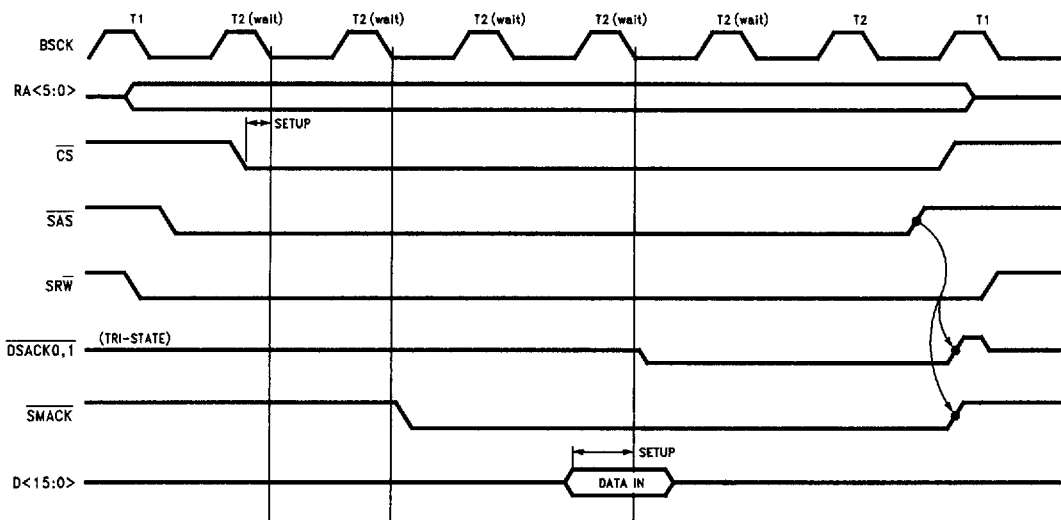 T1 T2 (wait) T2 (wait) T2 (wait) T2 (wait) T2 (wait) T2 T1
BSCK
RA<5:0>
SETUP
CS
SAS
SRW
DSACK0,1 (TRI-STATE)
SMACK
SETUP
D<15:0> DATA IN